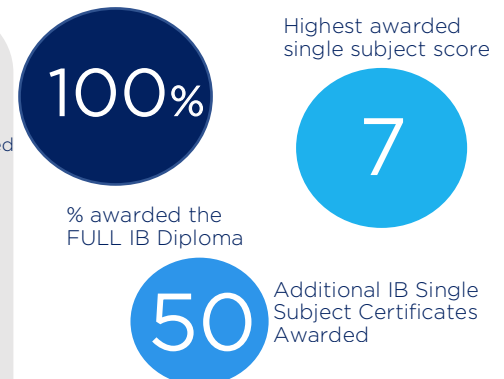 Highest awarded
single subject score
100%
7
% awarded the
FULL IB Diploma
50
Additional IB Single
Subject Certificates
Awarded